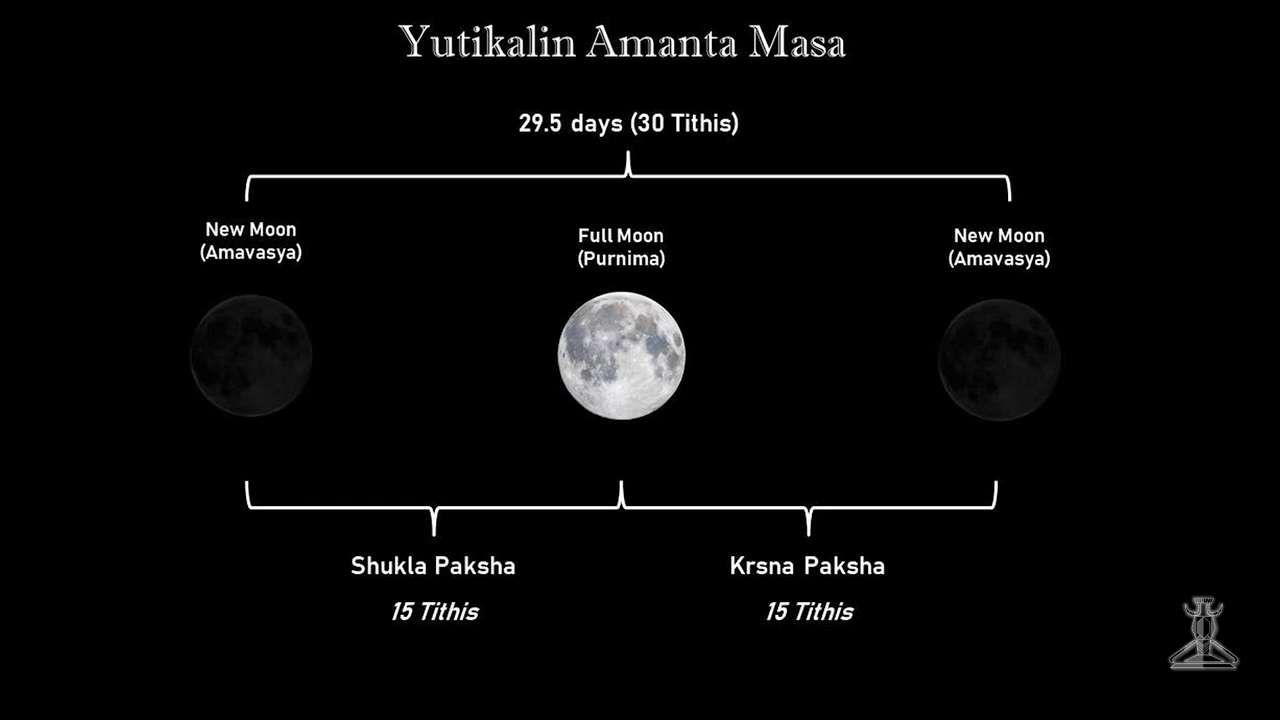 Yutikalin Amanta Masa
29.5 days (30 Tithis)
New Moon
(Amavasya)
Full Moon
(Purnima)
New Moon
(Amavasya)
Shukla Paksha
15 Tithis
Krsna Paksha
15 Tithis